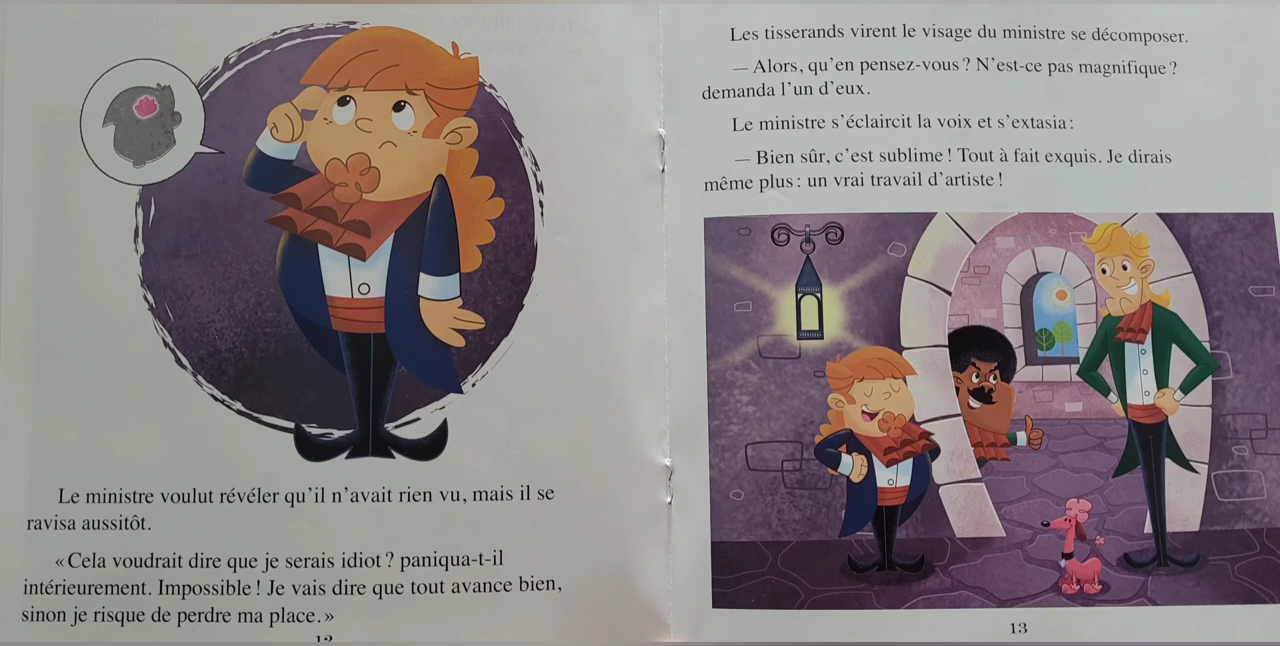 Le ministre voulut révéler qu'il n'avait rien vu, mais il se
ravisa aussitôt.
« Cela voudrait dire que je serais idiot ? paniqua-t-il
intérieurement. Impossible ! Je vais dire que tout avance bien,
sinon je risque de perdre ma place. »
12
Les tisserands virent le visage du ministre se décomposer.
— Alors, qu'en pensez-vous ? N'est-ce pas magnifique ?
demanda l'un d'eux.
Le ministre s'éclaircit la voix et s'extasia :
— Bien sûr, c'est sublime ! Tout à fait exquis. Je dirais
même plus : un vrai travail d'artiste !
13